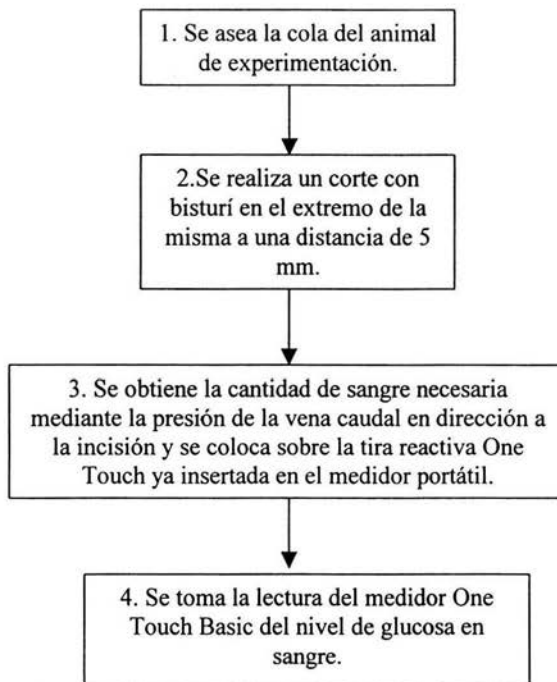 1. Se asea la cola del animal
de experimentación.
2.Se realiza un corte con
bisturí en el extremo de la
misma a una distancia de 5
mm.
3. Se obtiene la cantidad de sangre necesaria
mediante la presión de la vena caudal en dirección a
la incisión y se coloca sobre la tira reactiva One
Touch ya insertada en el medidor portátil.
4. Se toma la lectura del medidor One
Touch Basic del nivel de glucosa en
sangre.